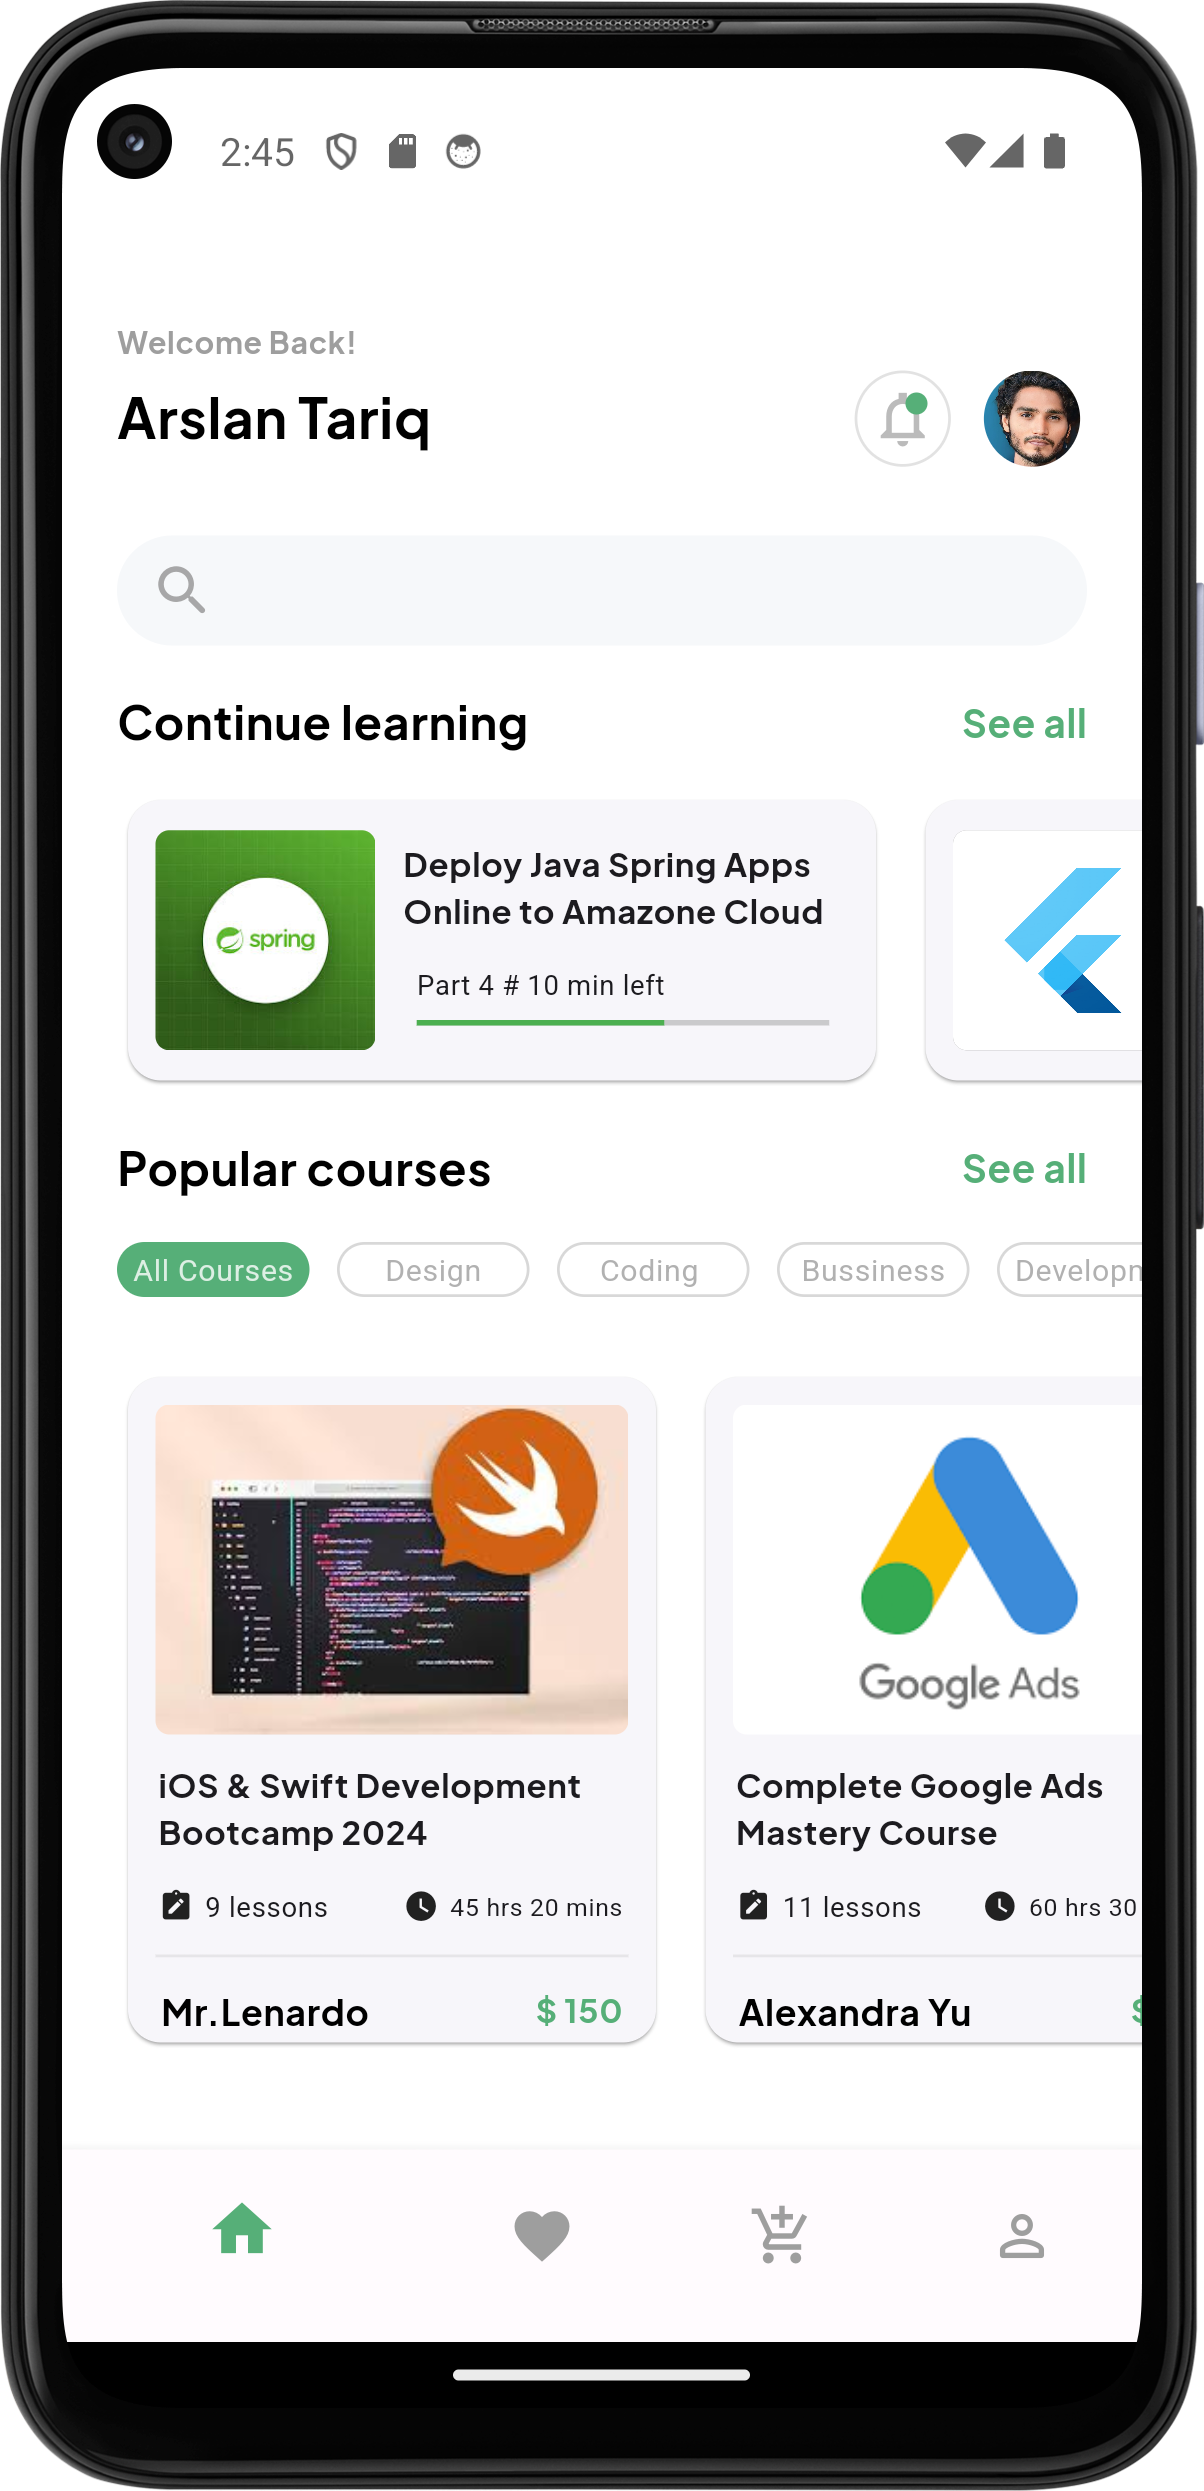 2:45
Welcome Back!
Arslan Tariq
Continue learning
See all
spring
Deploy Java Spring Apps
Online to Amazone Cloud
Part 4 # 10 min left
Popular courses
See all
All Courses
Design
Coding
Bussiness
Developm
Google Ads
iOS & Swift Development
Bootcamp 2024
9 lessons
45 hrs 20 mins
Mr.Lenardo
$ 150
Complete Google Ads
Mastery Course
11 lessons
60 hrs 30
Alexandra Yu
$